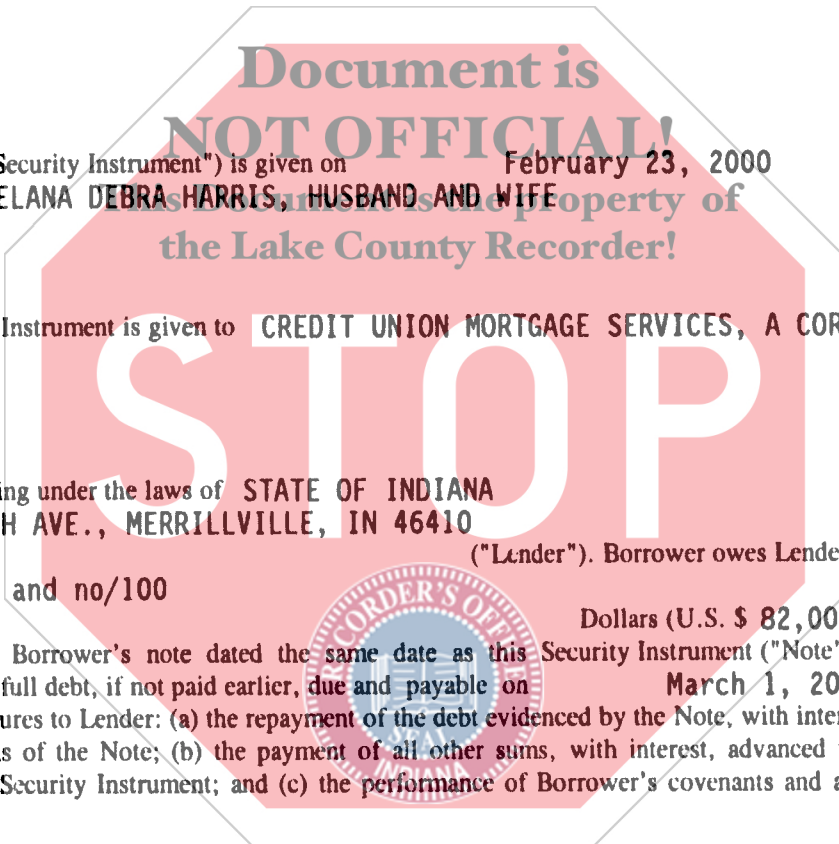 Document is
NOT OFFICIAL!
Security Instrument") is given on February 23, 2000
ELANA DEBRA HARRIS, HUSBAND AND WIFE
This Document is the property of
the Lake County Recorder!
Instrument is given to CREDIT UNION MORTGAGE SERVICES, A COR
STOP
ing under the laws of STATE OF INDIANA
H AVE., MERRILLVILLE, IN 46410
("Lender"). Borrower owes Lende
and no/100
Dollars (U.S. $ 82,00
Borrower's note dated the same date as this Security Instrument ("Note"
full debt, if not paid earlier, due and payable on March 1, 20
ures to Lender: (a) the repayment of the debt evidenced by the Note, with inter
s of the Note; (b) the payment of all other sums, with interest, advanced
Security Instrument; and (c) the performance of Borrower's covenants and a
RECORDER'S OFFICE
SEAL
INDIANA